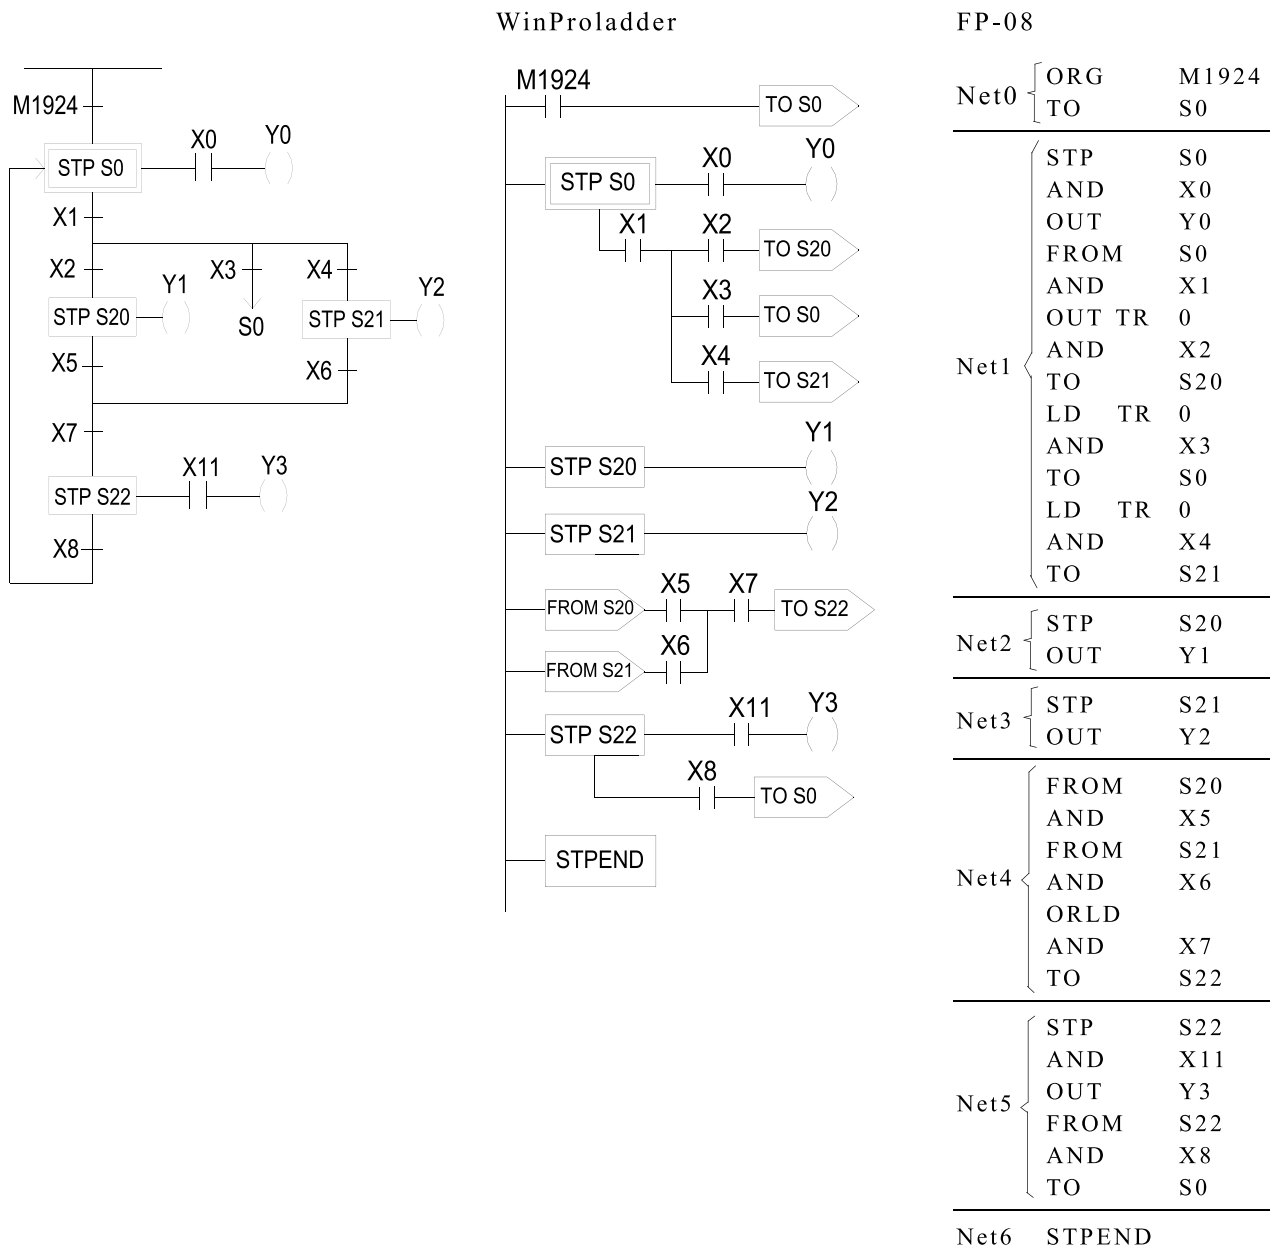 WinProladder
FP-08
M1924
STP S0
X0
Y0
X1
X2
Y1
X3
X4
Y2
STP S20
S0
STP S21
X5
X6
X7
X11
Y3
STP S22
X8
M1924
TO S0
X0
Y0
STP S0
X1
X2
TO S20
X3
TO S0
X4
TO S21
Y1
STP S20
Y2
STP S21
X5
X7
FROM S20
TO S22
X6
FROM S21
X11
Y3
STP S22
X8
TO S0
STPEND
Net0
ORG M1924
TO S0
Net1
STP S0
AND X0
OUT Y0
FROM S0
AND X1
OUT TR 0
AND X2
TO S20
LD TR 0
AND X3
TO S0
LD TR 0
AND X4
TO S21
Net2
STP S20
OUT Y1
Net3
STP S21
OUT Y2
Net4
FROM S20
AND X5
FROM S21
AND X6
ORLD
AND X7
TO S22
Net5
STP S22
AND X11
OUT Y3
FROM S22
AND X8
TO S0
Net6 STPEND